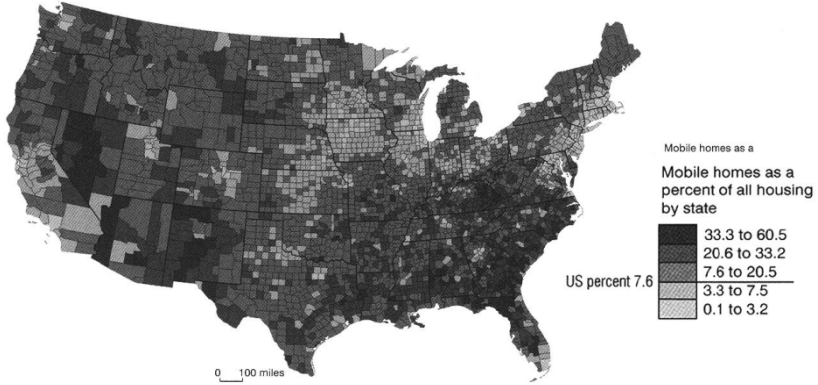 Mobile homes as a
Mobile homes as a
percent of all housing
by state
33.3 to 60.5
20.6 to 33.2
7.6 to 20.5
US percent 7.6
3.3 to 7.5
0.1 to 3.2
0 100 miles